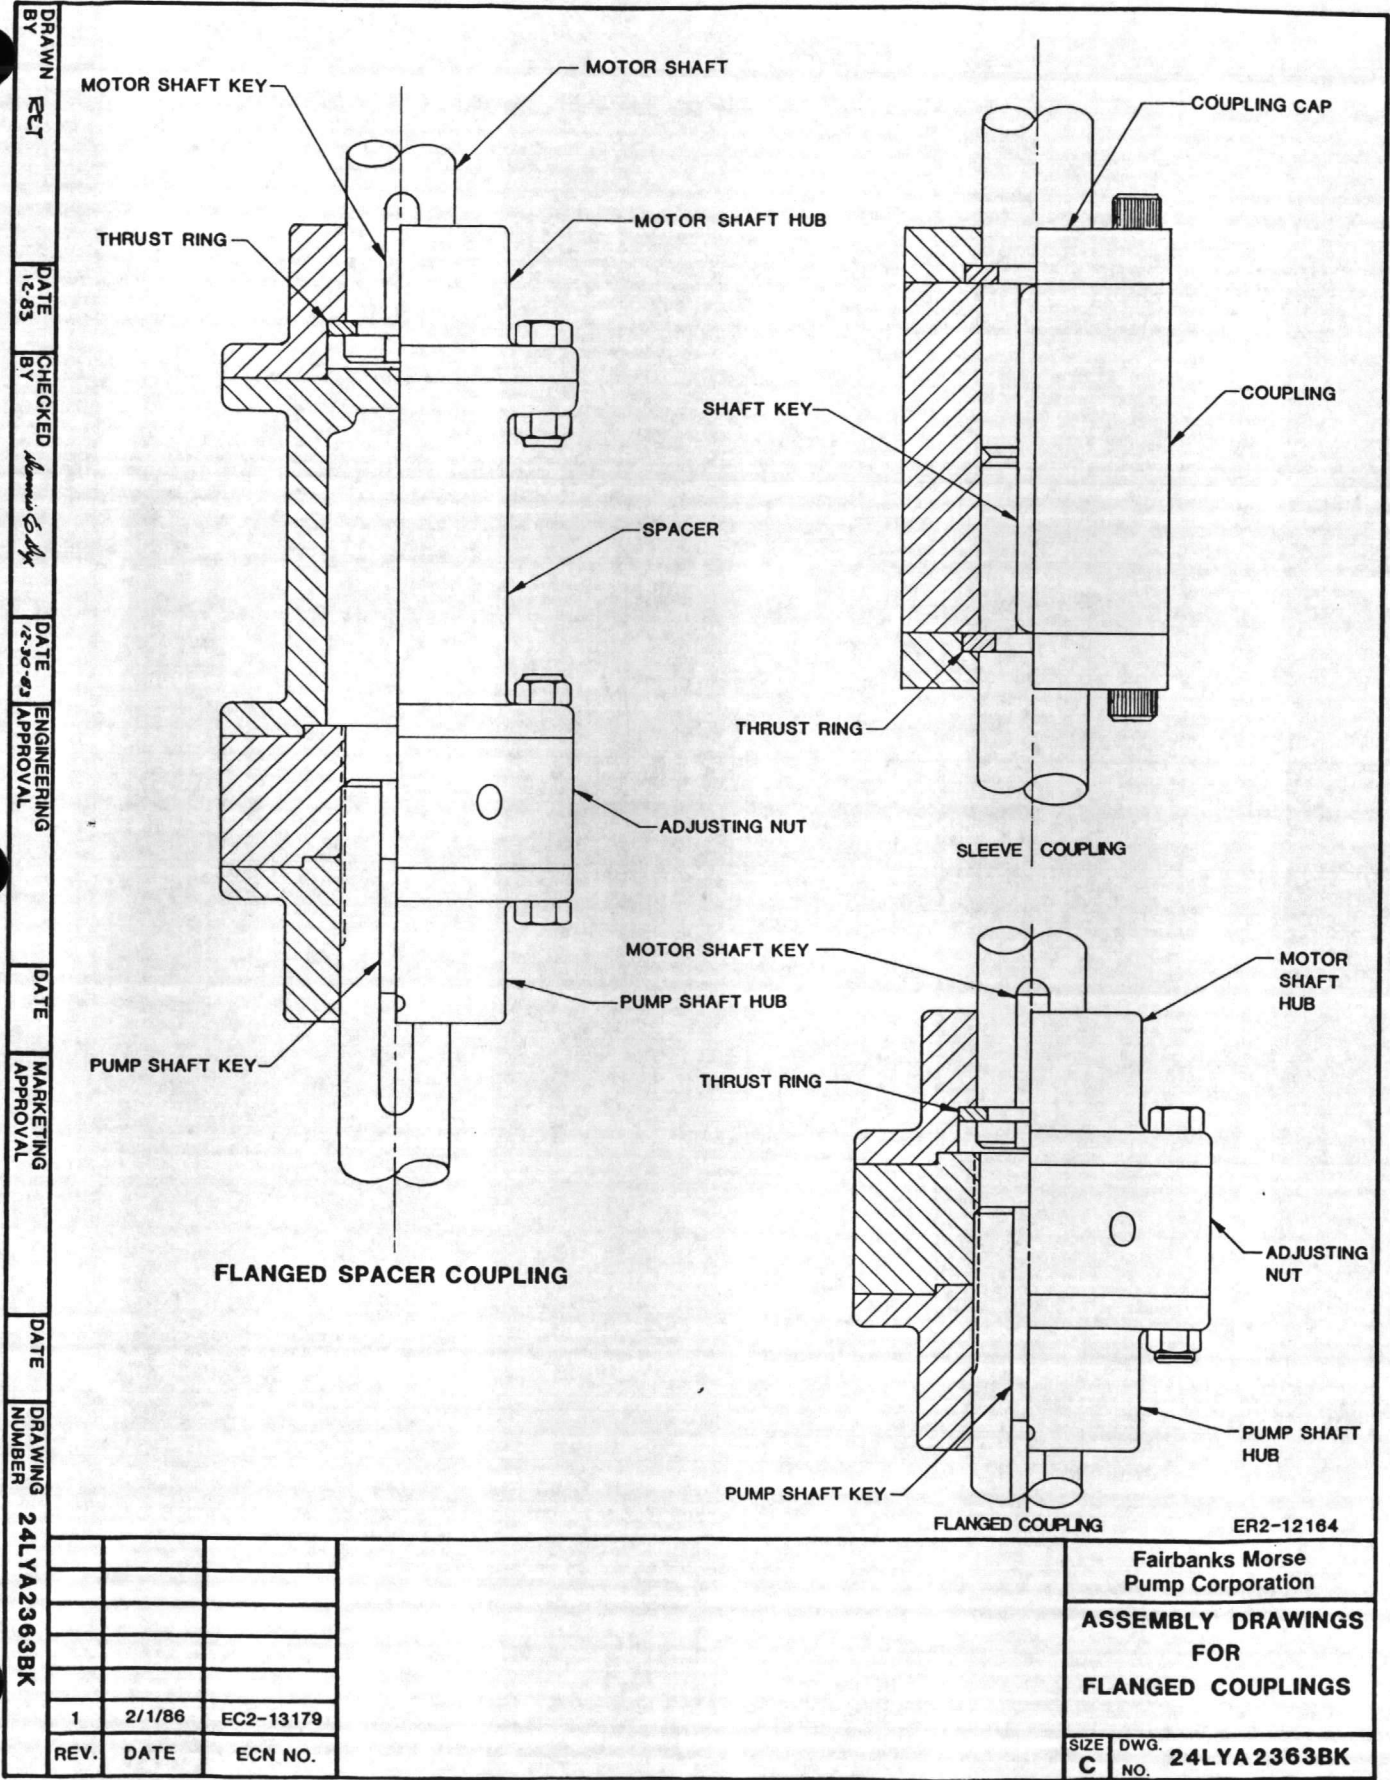 MOTOR SHAFT KEY
MOTOR SHAFT
THRUST RING
MOTOR SHAFT HUB
SPACER
ADJUSTING NUT
PUMP SHAFT HUB
PUMP SHAFT KEY
FLANGED SPACER COUPLING
COUPLING CAP
SHAFT KEY
COUPLING
THRUST RING
SLEEVE COUPLING
MOTOR SHAFT KEY
MOTOR
SHAFT
HUB
THRUST RING
ADJUSTING
NUT
PUMP SHAFT
HUB
PUMP SHAFT KEY
FLANGED COUPLING
ER2-12164
DRAWN
BY
RET
DATE
12-83
CHECKED
BY
DATE
12-30-83
ENGINEERING
APPROVAL
DATE
MARKETING
APPROVAL
DATE
DRAWING
NUMBER
24LYA2363BK
1 2/1/86 EC2-13179
REV. DATE ECN NO.
Fairbanks Morse
Pump Corporation
ASSEMBLY DRAWINGS
FOR
FLANGED COUPLINGS
SIZE
C
DWG.
NO.
24LYA2363BK